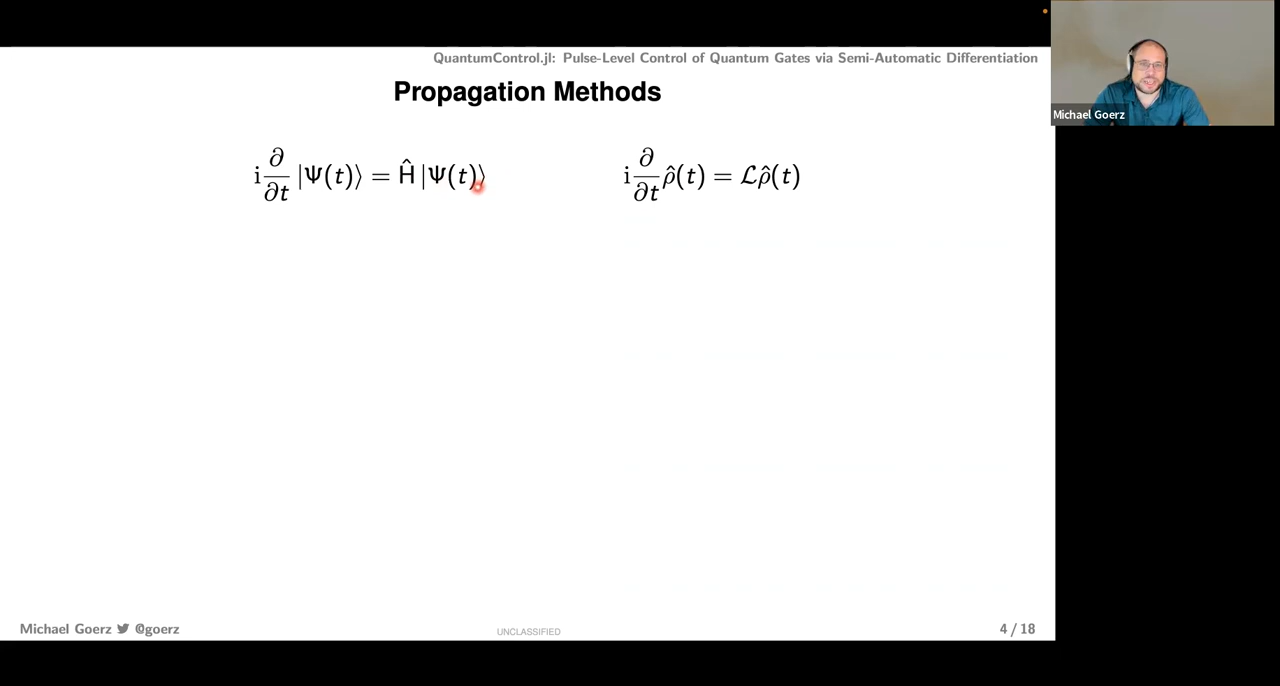 QuantumControl.jl: Pulse-Level Control of Quantum Gates via Semi-Automatic Differentiation
Propagation Methods
i ∂/∂t |Ψ(t)⟩ = Ĥ |Ψ(t)⟩
i ∂/∂t ρ̂(t) = ℒρ̂(t)
Michael Goerz
Michael Goerz @goerz
UNCLASSIFIED
4 / 18